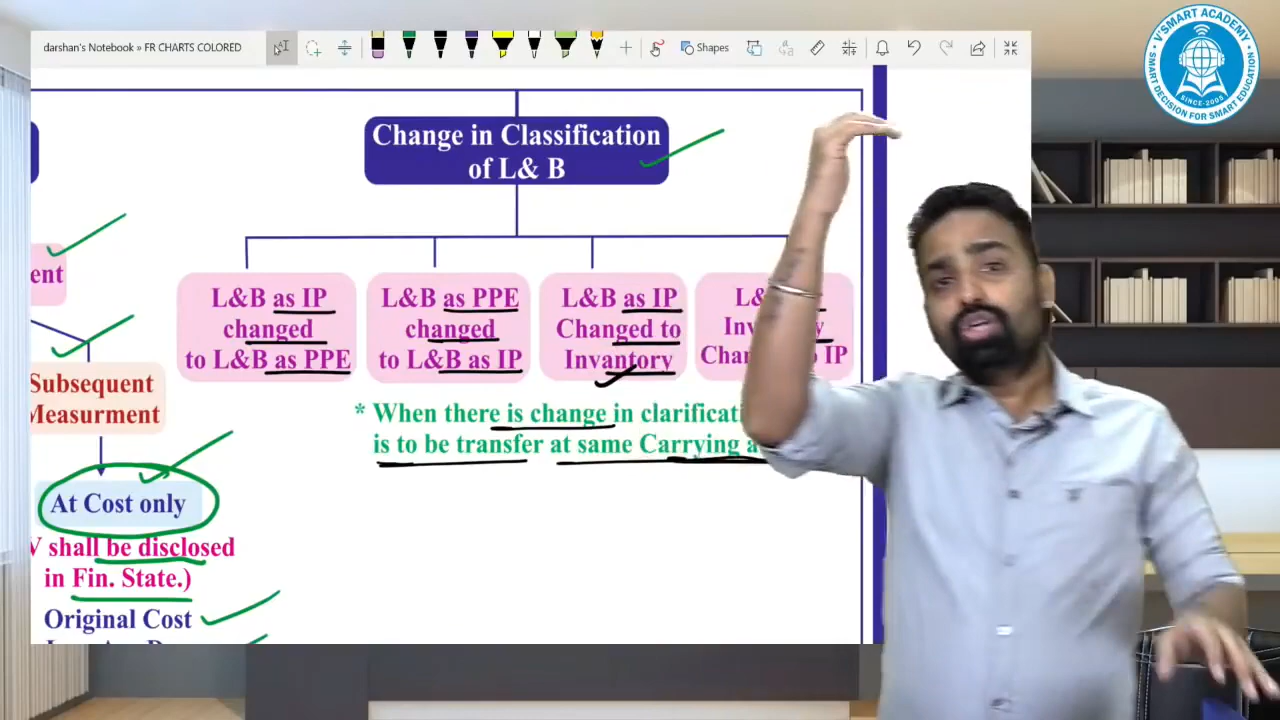 darshan's Notebook » FR CHARTS COLORED
Shapes
V'SMART ACADEMY
SINCE-2005
SMART DECISION FOR SMART EDUCATION
Change in Classification
of L& B
ent
L&B as IP
changed
to L&B as PPE
L&B as PPE
changed
to L&B as IP
L&B as IP
Changed to
Invantory
IP
* When there is change in
is to be transfer at same Carrying
Subsequent
Measurment
At Cost only
shall be disclosed
in Fin. State.)
Original Cost